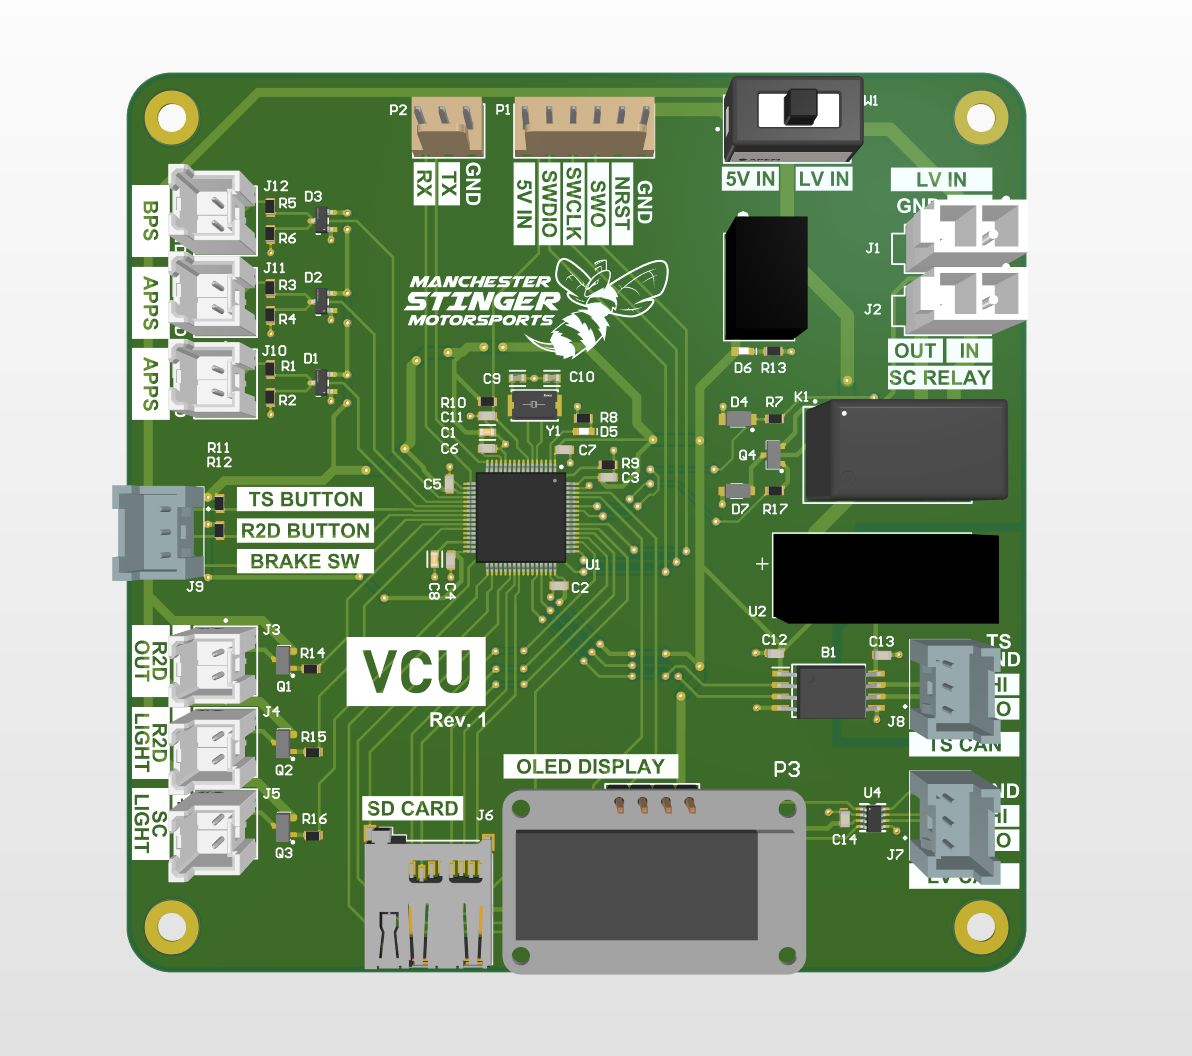 P2
P1
W1
RX
TX
GND
5V IN
SWDIO
SWCLK
SWO
NRST
GND
5V IN
LV IN
LV IN
J12
R5
R6
D3
BPS
J1
J2
MANCHESTER
STINGER
MOTORSPORTS
J11
R3
R4
D2
APPS
OUT
IN
SC RELAY
J10
R1
R2
D1
APPS
D6
R13
C9
C10
R10
C11
C1
C6
Y1
R8
D5
C7
R9
C3
C5
D4
R7
K1
Q4
D7
R17
R11
R12
TS BUTTON
R2D BUTTON
BRAKE SW
J9
U1
C8
C4
C2
U2
+
C12
C13
B1
J8
TS
TS CAN
J3
R14
Q1
R2D
OUT
VCU
Rev. 1
J4
R15
Q2
R2D
LIGHT
J5
R16
Q3
SC
LIGHT
OLED DISPLAY
P3
SD CARD
J6
U4
C14
J7